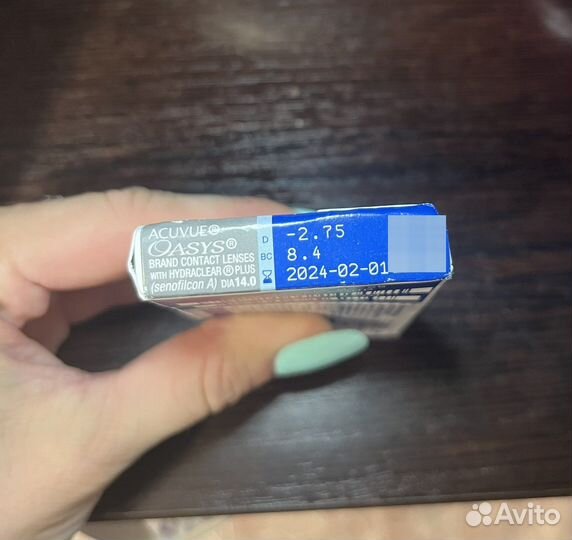 ACUVUE®
OASYS®
BRAND CONTACT LENSES
WITH HYDRACLEAR® PLUS
(senofilcon A) DIA14.0
D -2.75
BC 8.4
2024-02-01
Avito